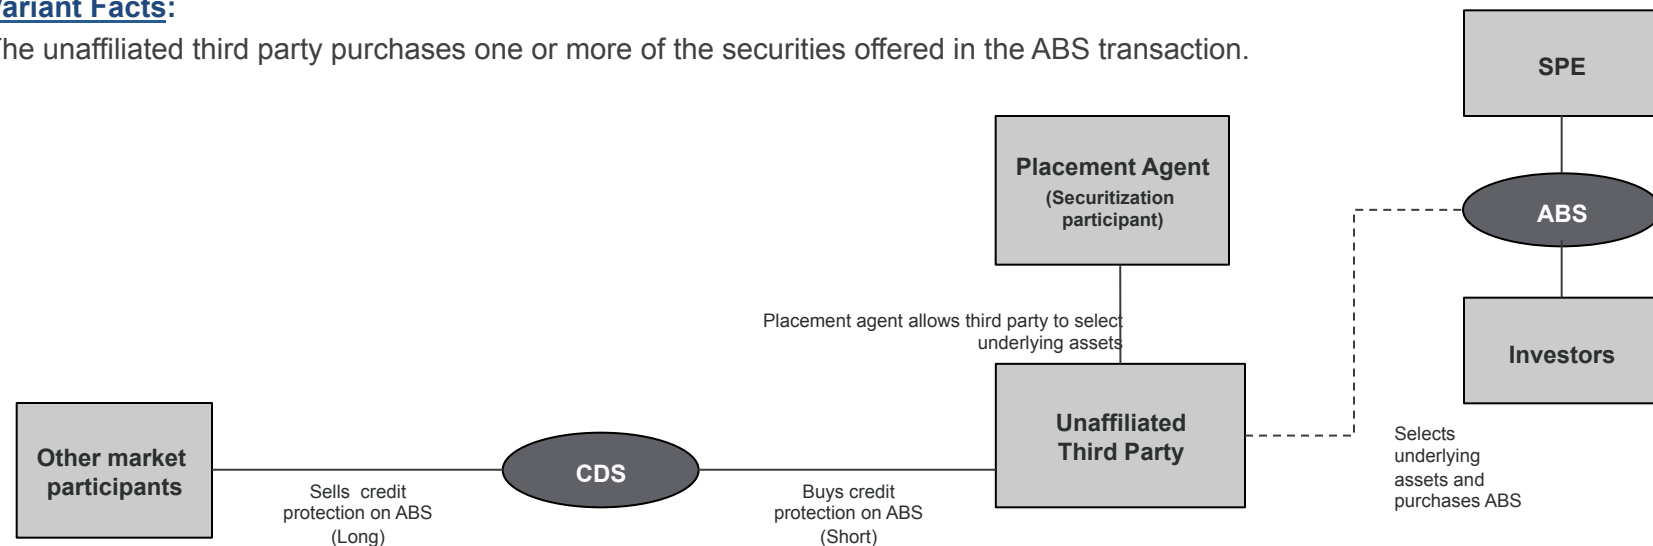 Variant Facts:
The unaffiliated third party purchases one or more of the securities offered in the ABS transaction.
SPE
Placement Agent
(Securitization
participant)
ABS
Placement agent allows third party to select
underlying assets
Investors
Unaffiliated
Third Party
Selects
underlying
assets and
purchases ABS
Other market
participants
CDS
Sells credit
protection on ABS
(Long)
Buys credit
protection on ABS
(Short)